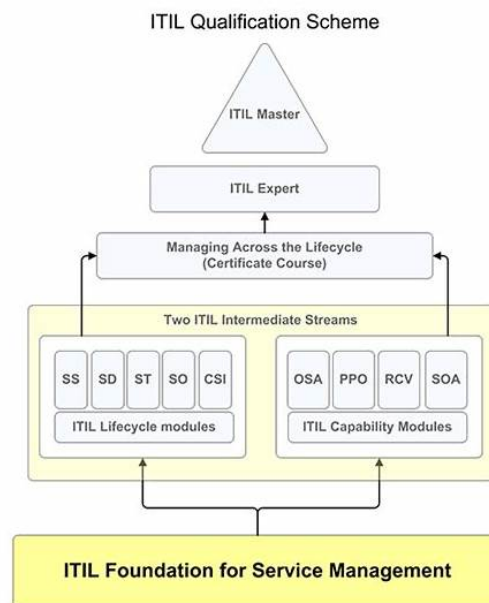 ITIL Qualification Scheme
ITIL Master
ITIL Expert
Managing Across the Lifecycle
(Certificate Course)
Two ITIL Intermediate Streams
SS SD ST SO CSI
ITIL Lifecycle modules
OSA PPO RCV SOA
ITIL Capability Modules
ITIL Foundation for Service Management